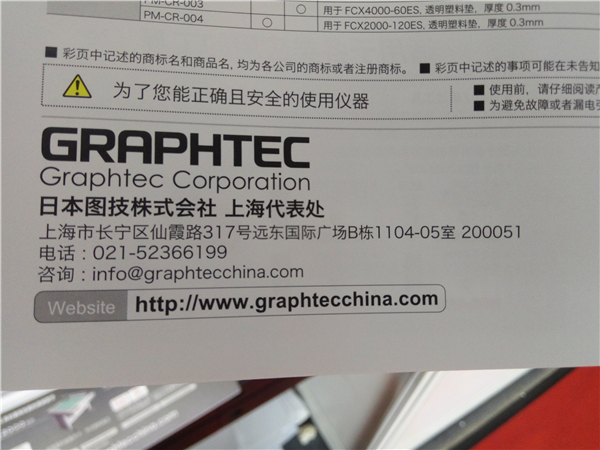 PM-CR-003 ○ 用于 FCX4000-60ES, 透明塑料垫, 厚度 0.3mm
PM-CR-004 ○ 用于 FCX2000-120ES, 透明塑料垫, 厚度 0.3mm
■ 彩页中记述的商标名和商品名, 均为各公司的商标或者注册商标。 ■ 彩页中记述的事项可能在未告知
为了您能正确且安全的使用仪器
■ 使用前, 请仔细阅读产
■ 为避免故障或者漏电
GRAPHTEC
Graphtec Corporation
日本图技株式会社 上海代表处
上海市长宁区仙霞路317号远东国际广场B栋1104-05室 200051
电话 : 021-52366199
咨询 : info@graphtecchina.com
Website http://www.graphtecchina.com